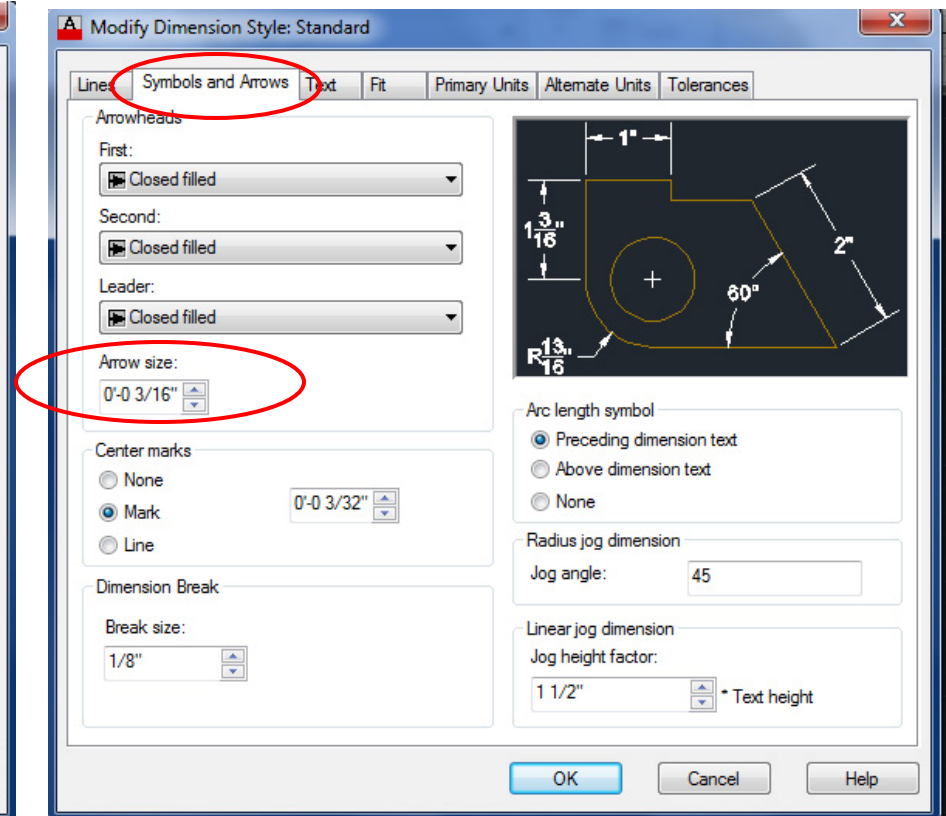 A Modify Dimension Style: Standard
Lines Symbols and Arrows Text Fit Primary Units Alternate Units Tolerances
Arrowheads
First:
Closed filled
Second:
Closed filled
Leader:
Closed filled
Arrow size:
0'-0 3/16"
Center marks
None
Mark
Line
0'-0 3/32"
Dimension Break
Break size:
1/8"
1"
1 3/16"
2"
60°
R13/16"
Arc length symbol
Preceding dimension text
Above dimension text
None
Radius jog dimension
Jog angle: 45
Linear jog dimension
Jog height factor:
1 1/2" * Text height
OK Cancel Help